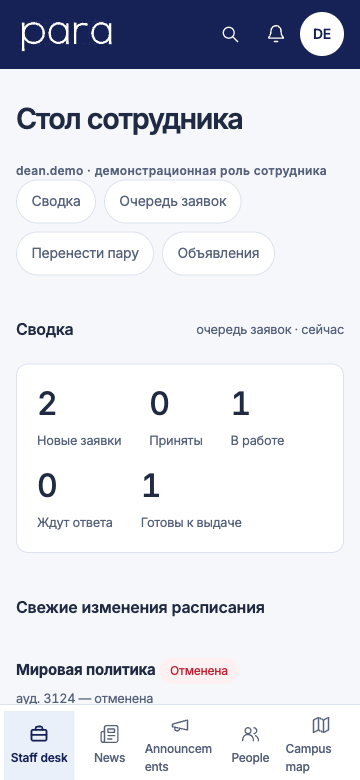 para
DE
Стол сотрудника
dean.demo · демонстрационная роль сотрудника
Сводка
Очередь заявок
Перенести пару
Объявления
Сводка
очередь заявок · сейчас
2
0
1
Новые заявки
Приняты
В работе
0
1
Ждут ответа
Готовы к выдаче
Свежие изменения расписания
Мировая политика
Отменена
ауд. 3124 — отменена
Staff desk
News
Announcem
ents
People
Campus
map